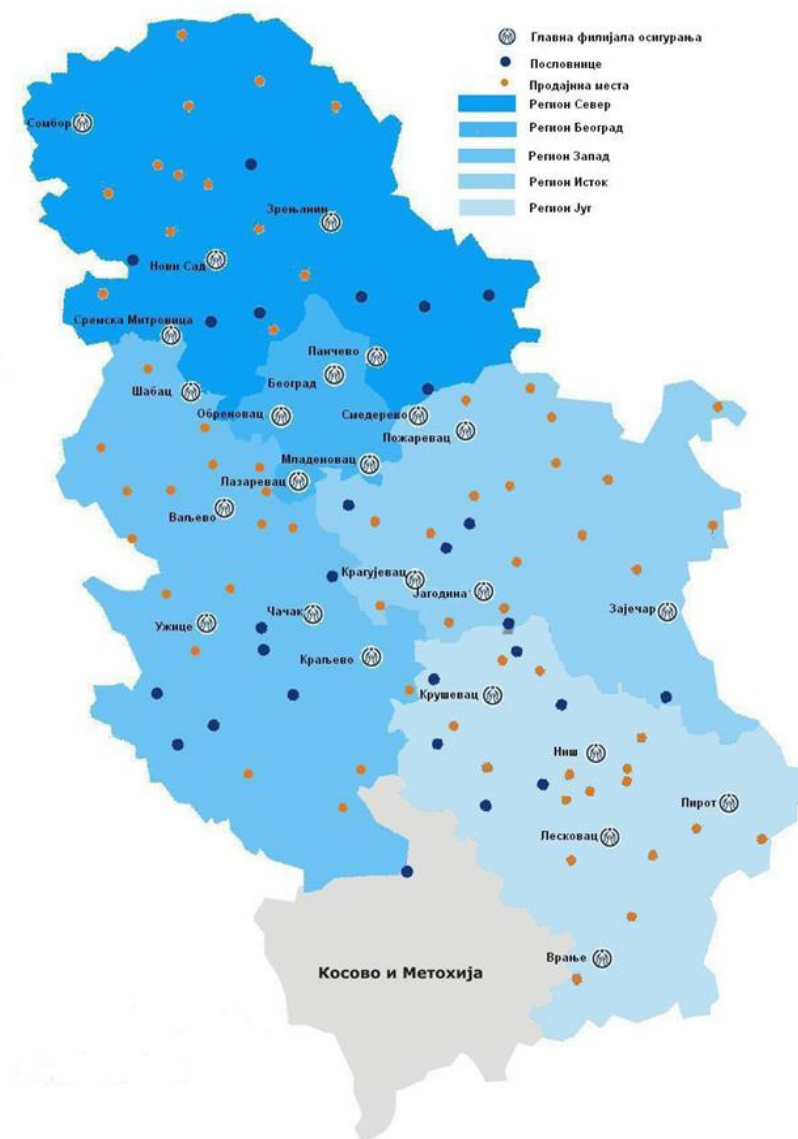 Главна филијала осигурања
Пословнице
Продајнина места
Регион Север
Регион Београд
Регион Запад
Регион Исток
Регион Југ
Сомбор
Зрењанин
Нови Сад
Сремска Митровица
Панчево
Београд
Шабац
Обреновац
Смедерево
Пожаревац
Младеновац
Лазаревац
Ваљево
Крагујевац
Јагодина
Зајечар
Чачак
Ужице
Краљево
Крушевац
Ниш
Пирот
Лесковац
Врање
Косово и Метохија